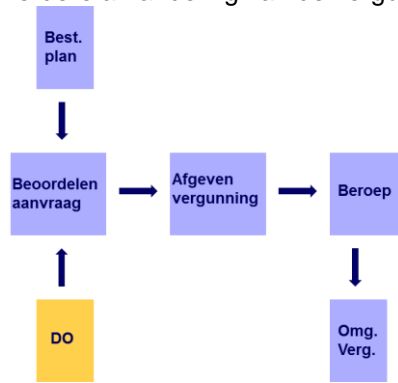 Best.
plan
Beoordelen
aanvraag
Afgeven
vergunning
Beroep
DO
Omg.
Verg.